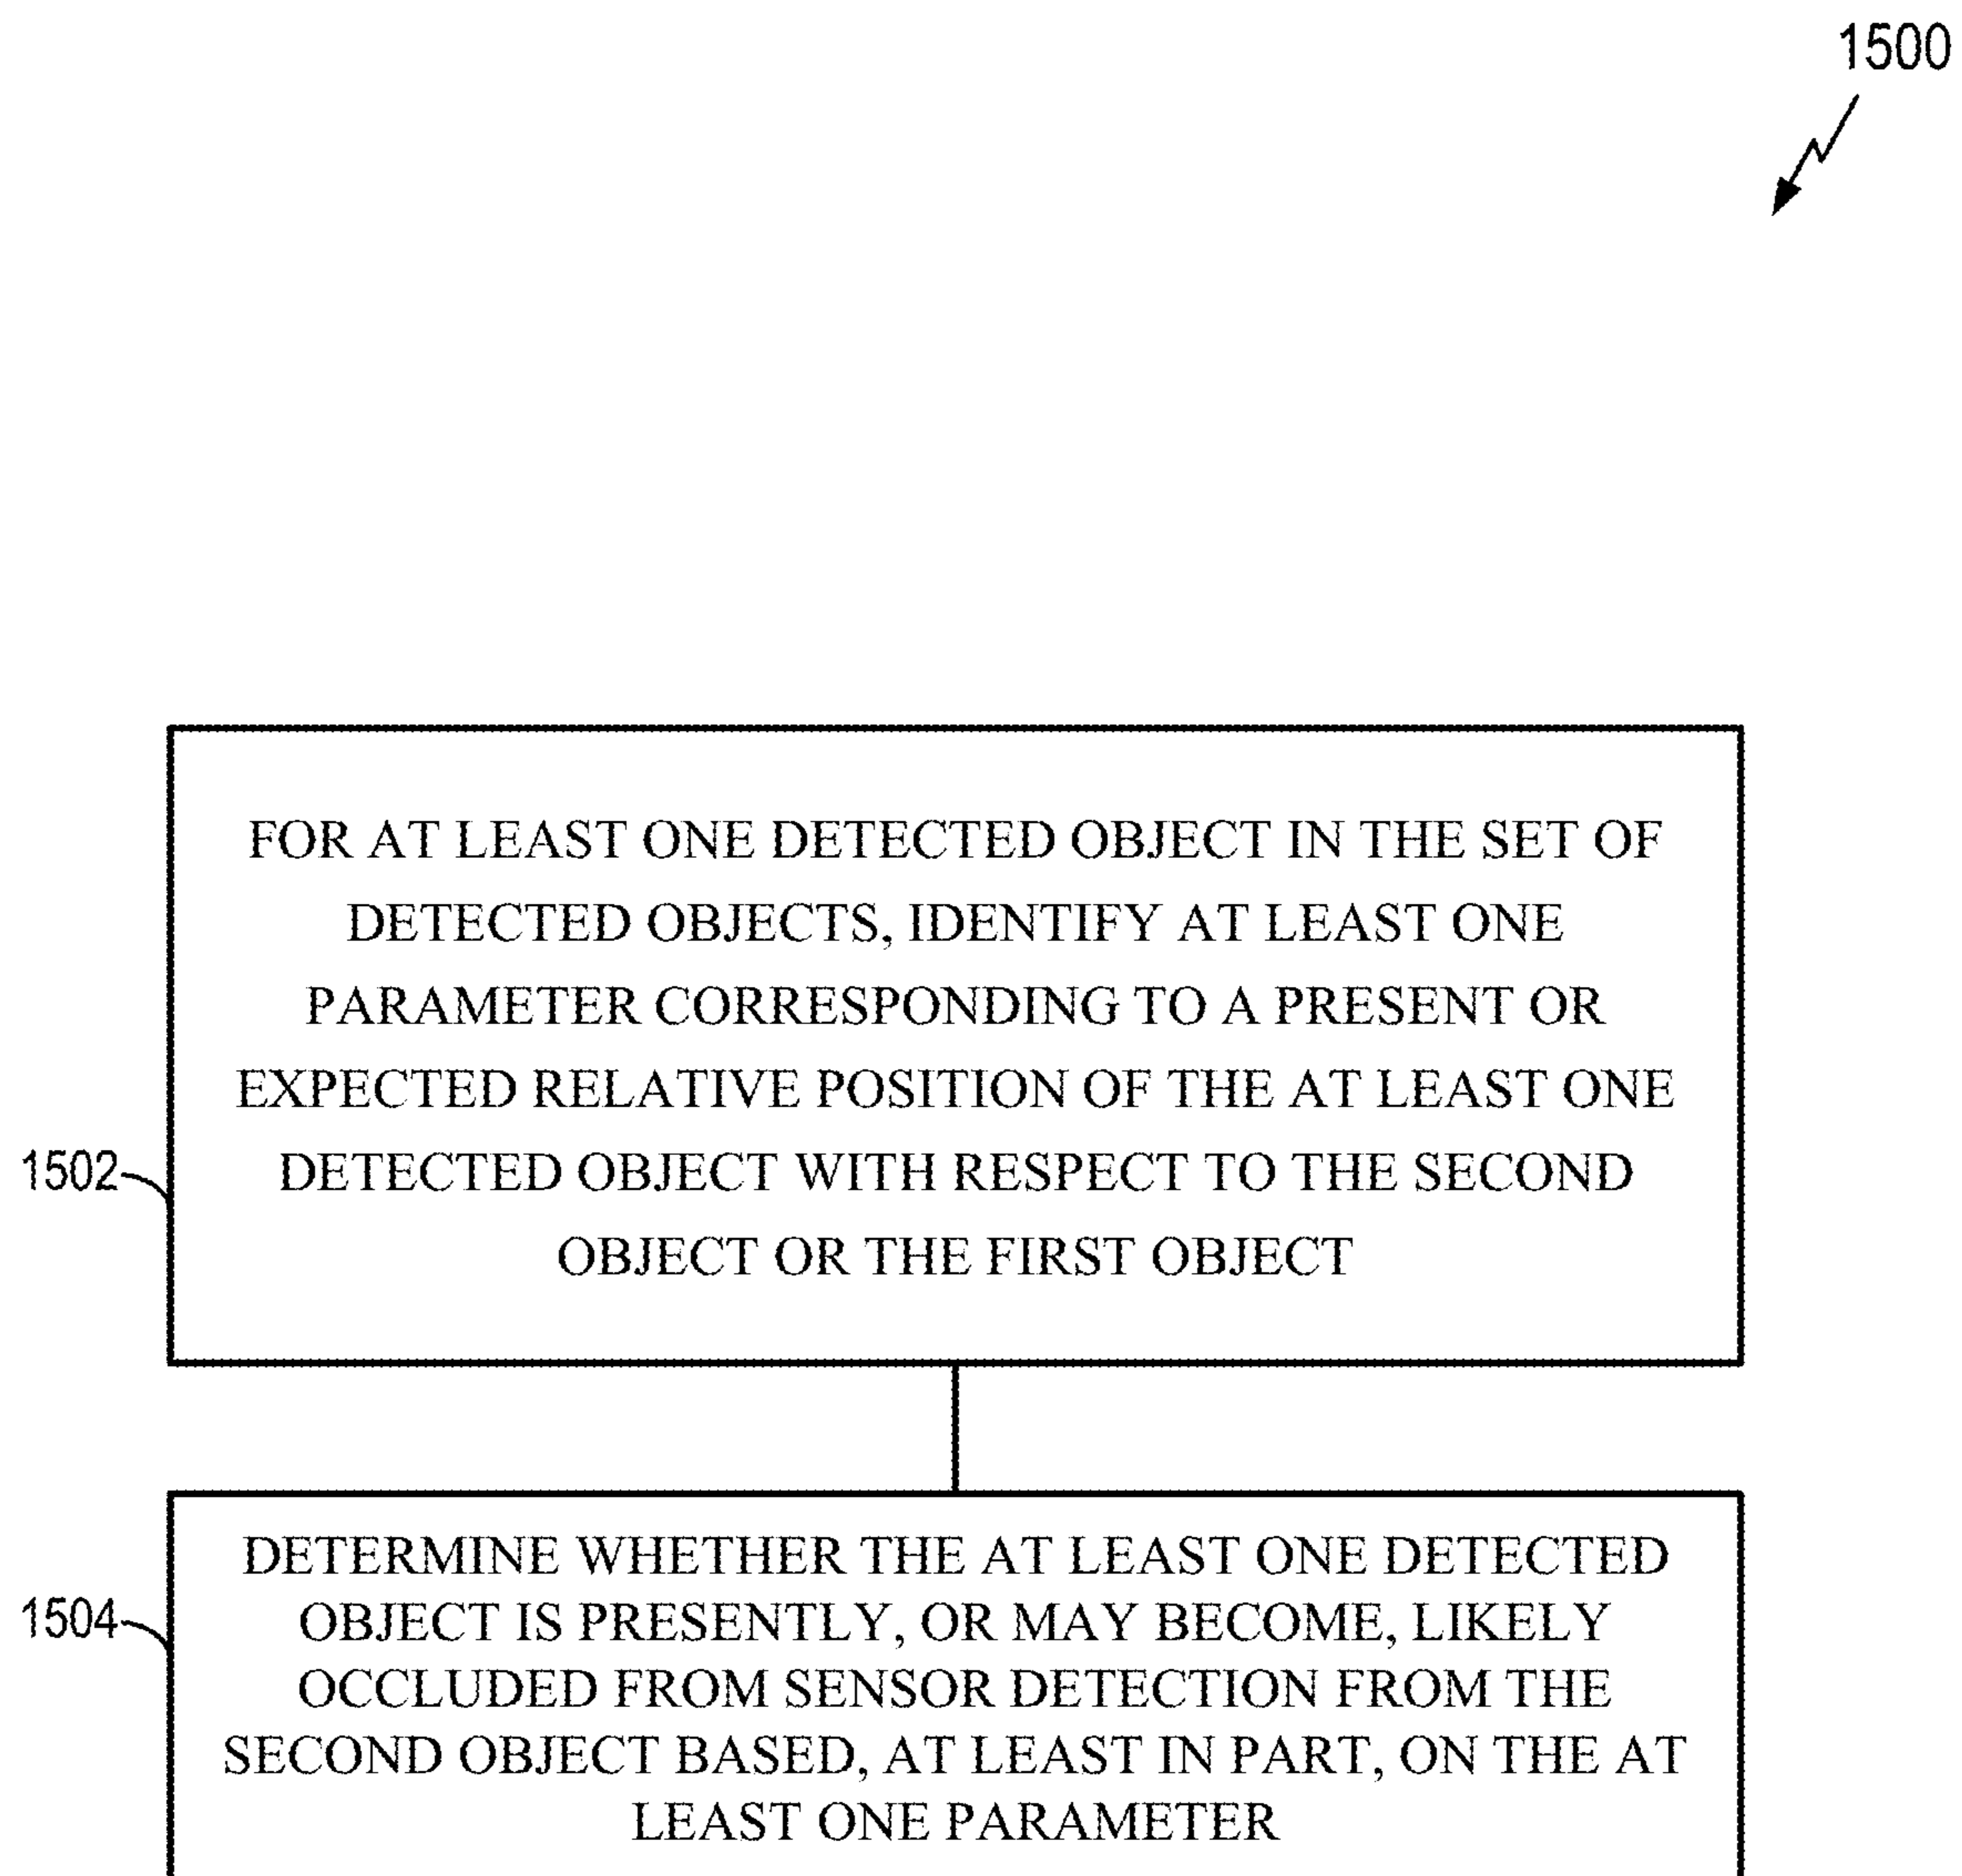 1500
FOR AT LEAST ONE DETECTED OBJECT IN THE SET OF
DETECTED OBJECTS, IDENTIFY AT LEAST ONE
PARAMETER CORRESPONDING TO A PRESENT OR
EXPECTED RELATIVE POSITION OF THE AT LEAST ONE
DETECTED OBJECT WITH RESPECT TO THE SECOND
OBJECT OR THE FIRST OBJECT
1502
DETERMINE WHETHER THE AT LEAST ONE DETECTED
OBJECT IS PRESENTLY, OR MAY BECOME, LIKELY
OCCLUDED FROM SENSOR DETECTION FROM THE
SECOND OBJECT BASED, AT LEAST IN PART, ON THE AT
LEAST ONE PARAMETER
1504